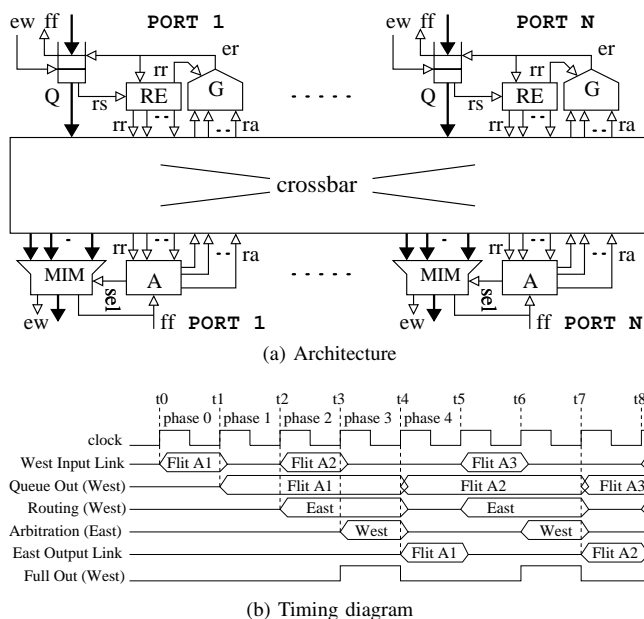 ew ff PORT 1 er
rr
Q rs RE G
rr ra
ew ff PORT N er
rr
Q rs RE G
rr ra
crossbar
rr ra
MIM A
sel
ew ff
PORT 1
rr ra
MIM A
sel
ew ff PORT N
(a) Architecture
t0 t1 t2 t3 t4 t5 t6 t7 t8
phase 0 phase 1 phase 2 phase 3 phase 4
clock
West Input Link Flit A1 Flit A2 Flit A3
Queue Out (West) Flit A1 Flit A2 Flit A3
Routing (West) East East
Arbitration (East) West West
East Output Link Flit A1 Flit A2
Full Out (West)
(b) Timing diagram